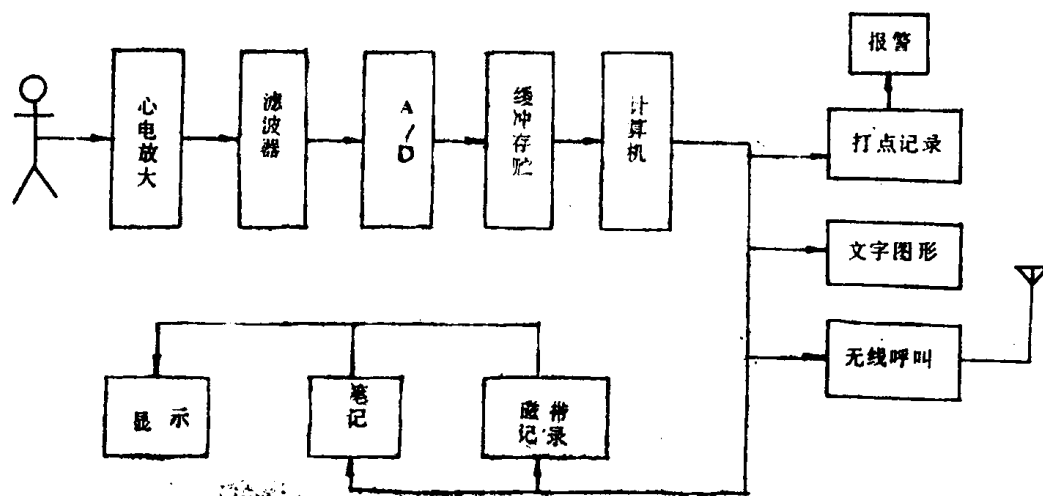 报警
心电放大
滤波器
A/D
缓冲存贮
计算机
打点记录
文字图形
无线呼叫
显示
笔记
磁带
记录